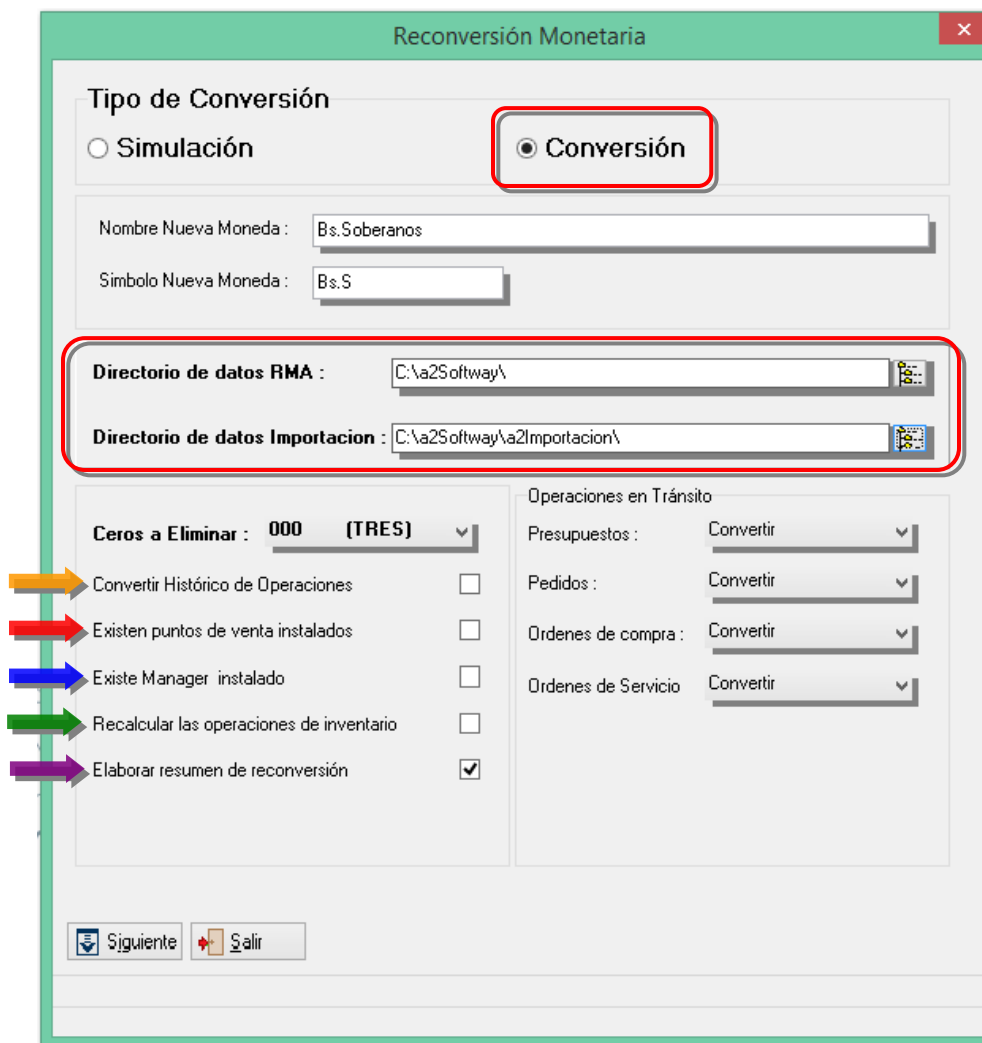 Reconversión Monetaria
Tipo de Conversión
Simulación
Conversión
Nombre Nueva Moneda :
Bs.Soberanos
Simbolo Nueva Moneda :
Bs.S
Directorio de datos RMA :
C:\a2Softway\
Directorio de datos Importacion :
C:\a2Softway\a2Importacion\
Ceros a Eliminar :
000 (TRES)
Convertir Histórico de Operaciones
Existen puntos de venta instalados
Existe Manager instalado
Recalcular las operaciones de inventario
Elaborar resumen de reconversión
Operaciones en Tránsito
Presupuestos :
Convertir
Pedidos :
Convertir
Ordenes de compra :
Convertir
Ordenes de Servicio
Convertir
Siguiente
Salir